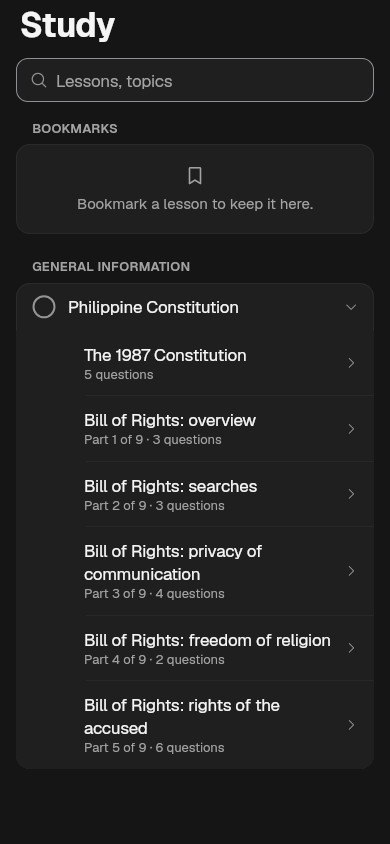 Study
Lessons, topics
BOOKMARKS
Bookmark a lesson to keep it here.
GENERAL INFORMATION
Philippine Constitution
The 1987 Constitution
5 questions
Bill of Rights: overview
Part 1 of 9 · 3 questions
Bill of Rights: searches
Part 2 of 9 · 3 questions
Bill of Rights: privacy of
communication
Part 3 of 9 · 4 questions
Bill of Rights: freedom of religion
Part 4 of 9 · 2 questions
Bill of Rights: rights of the
accused
Part 5 of 9 · 6 questions